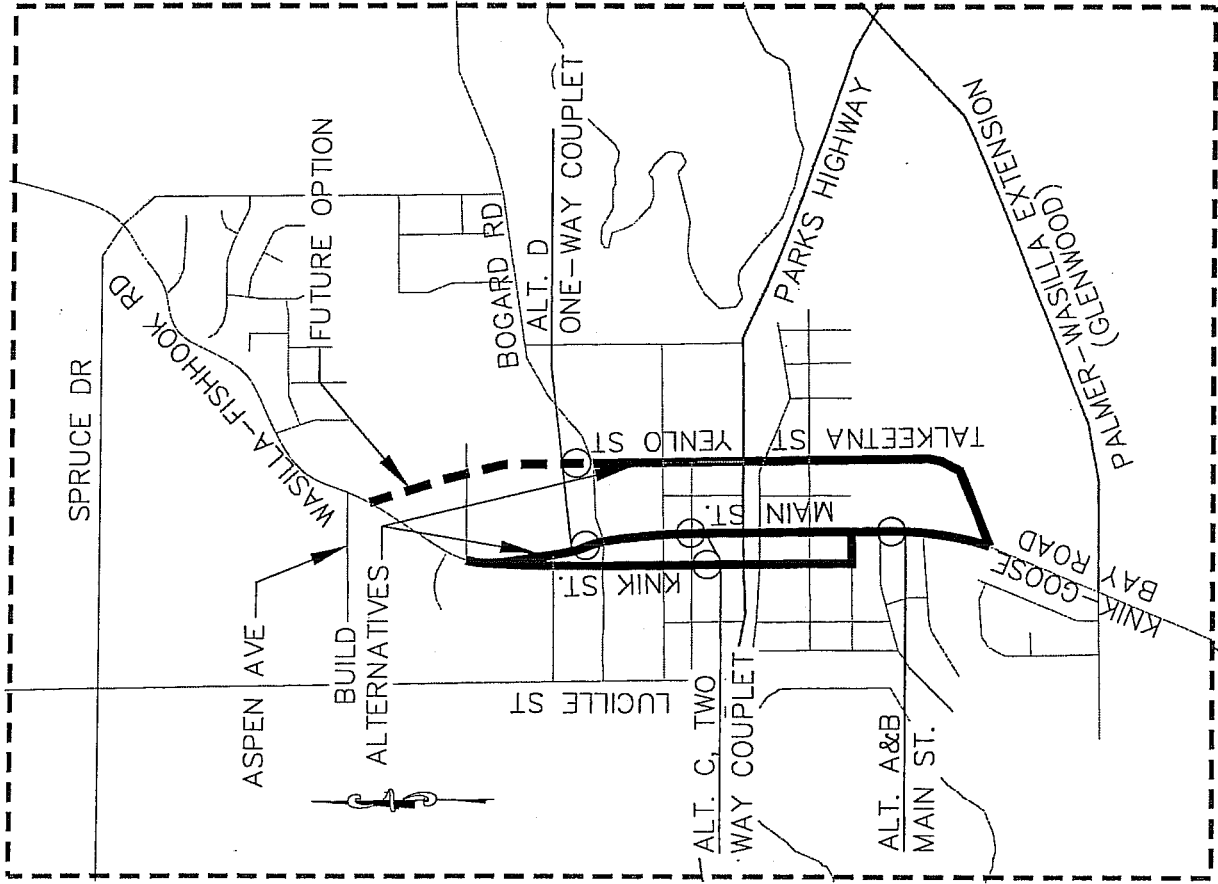 SPRUCE DR
WASILLA-FISHHOOK RD
FUTURE OPTION
ASPEN AVE
BUILD
ALTERNATIVES
BOGARD RD
ALT. D
ONE-WAY COUPLET
PARKS HIGHWAY
PALMER-WASILLA EXTENSION
(GLENWOOD)
TALKEETNA ST
YENLO ST
MAIN ST.
KNIK ST.
LUCILLE ST
ALT. C, TWO
WAY COUPLET
ALT. A&B
MAIN ST.
KNIK-GOOSE
BAY ROAD